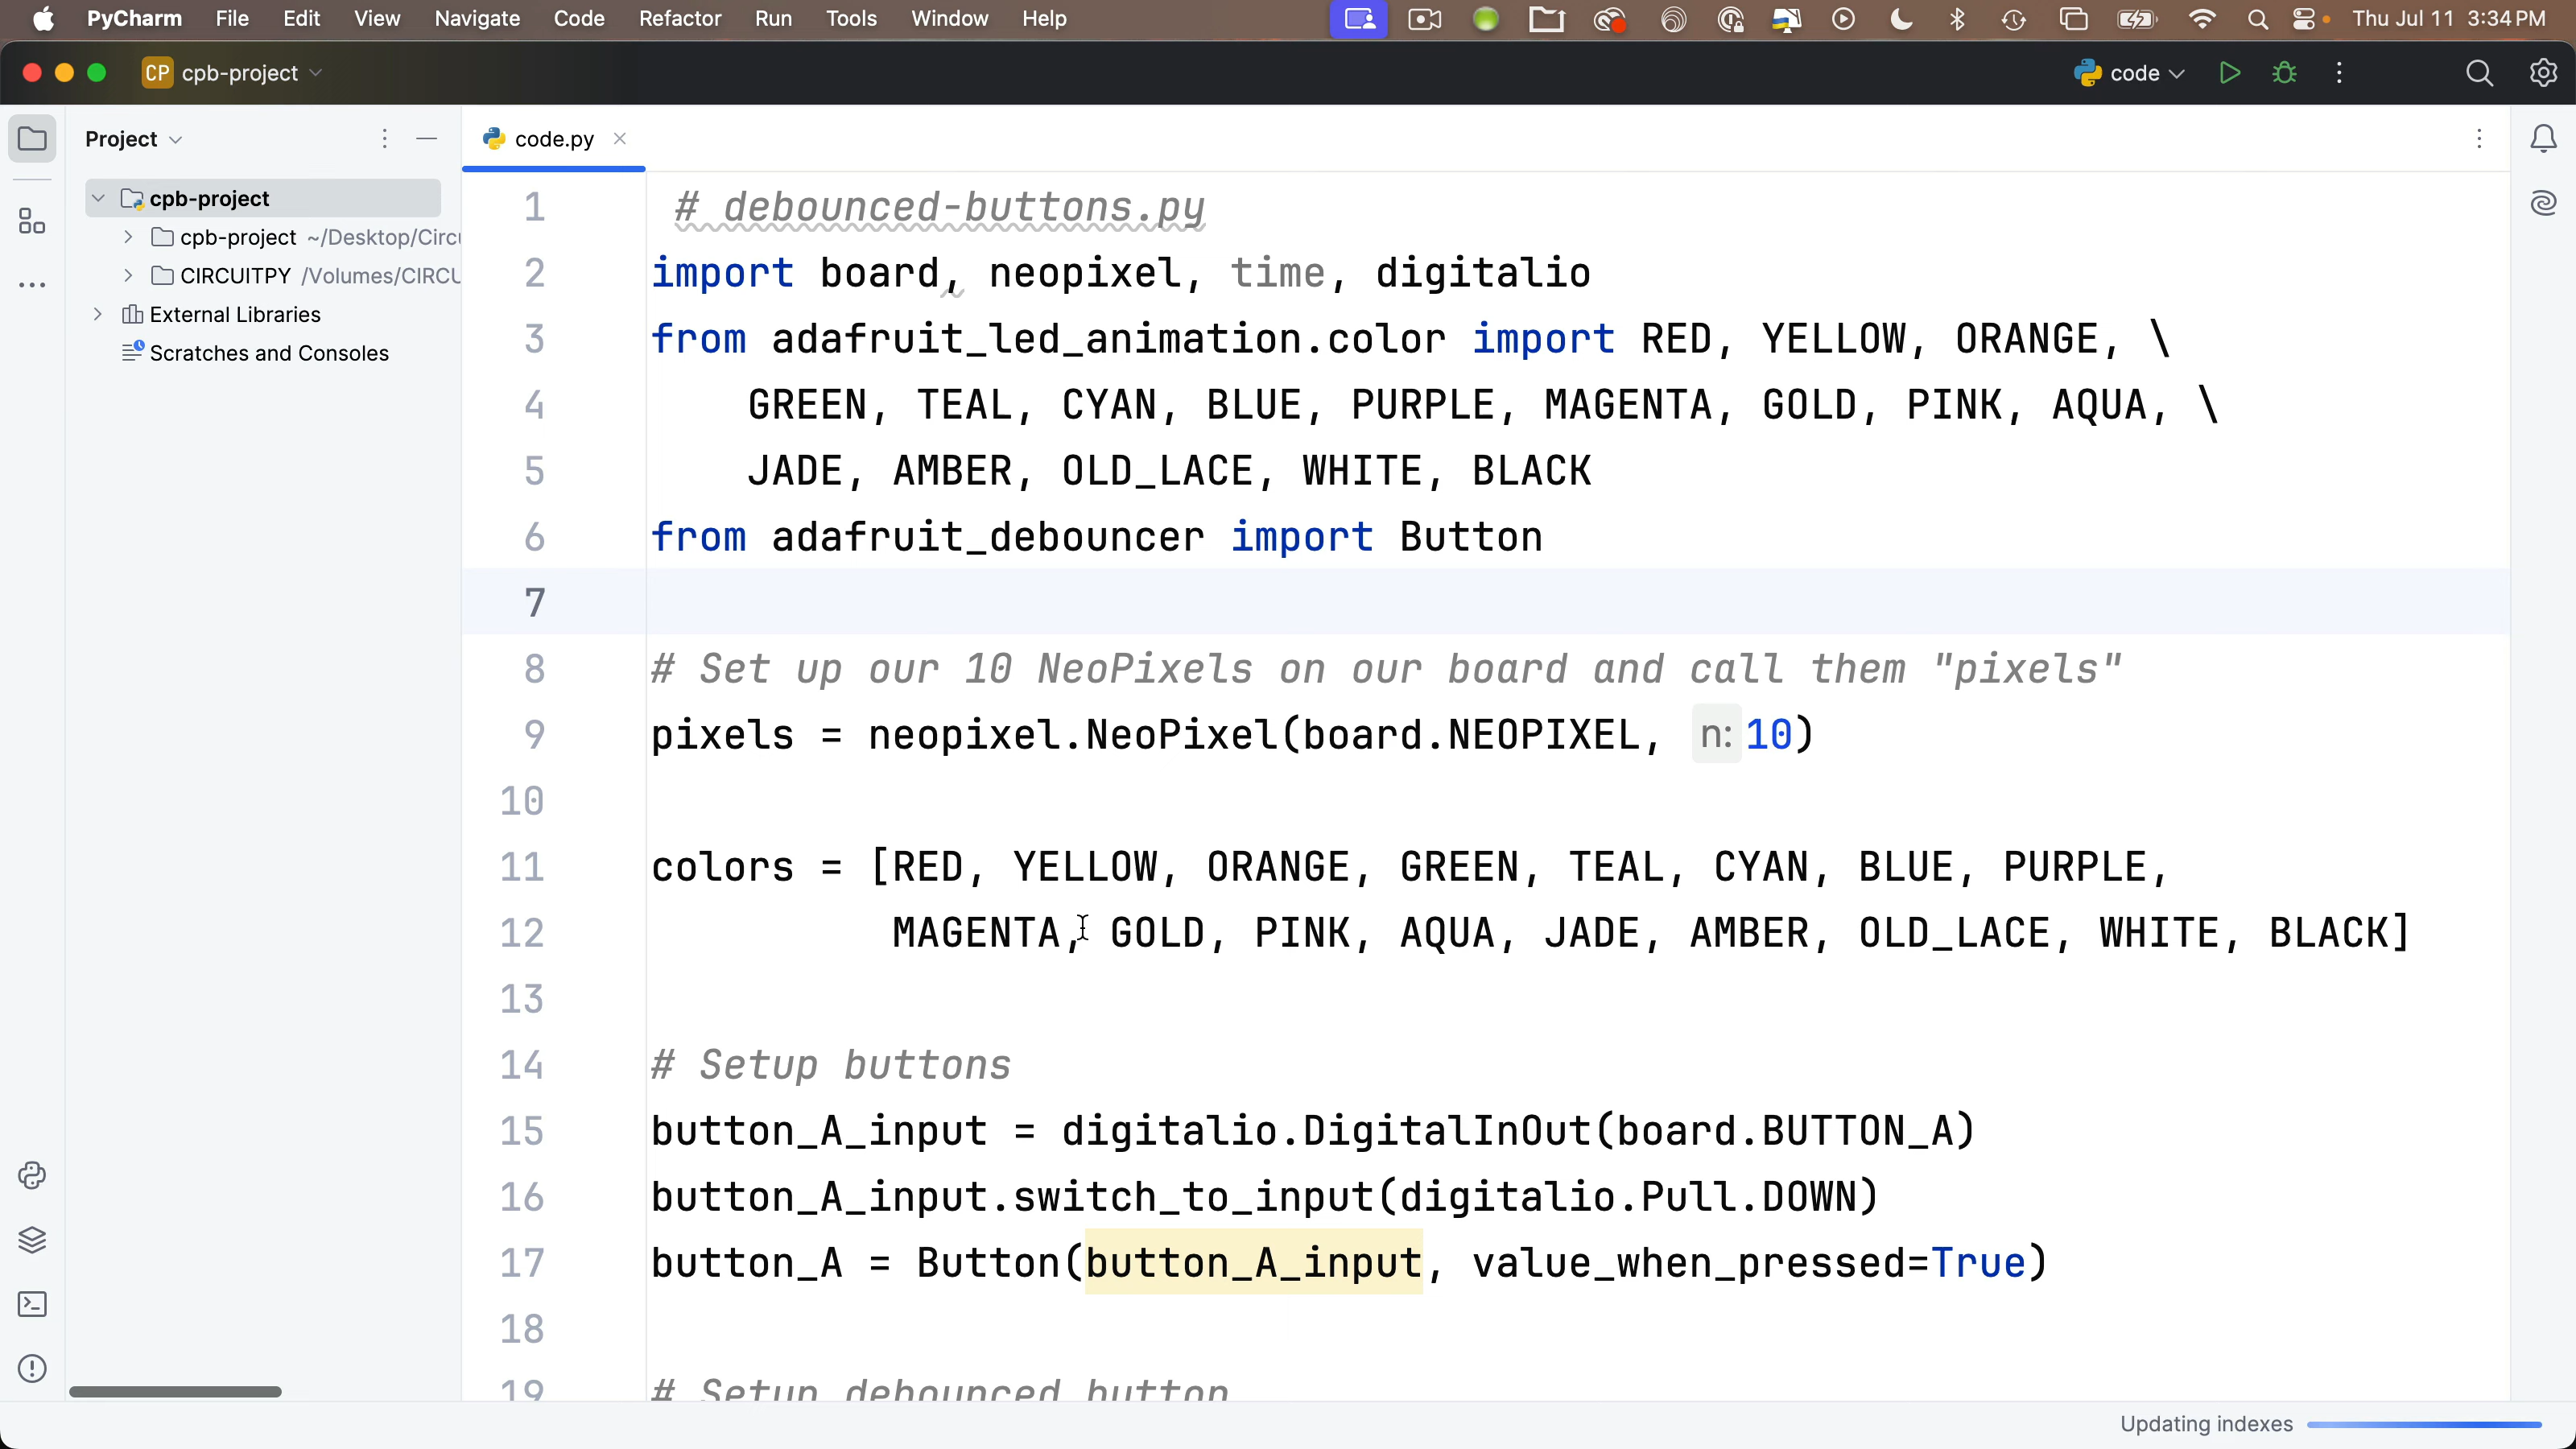 PyCharm File Edit View Navigate Code Refactor Run Tools Window Help Thu Jul 11 3:34 PM
CP cpb-project code
Project
code.py
cpb-project
cpb-project ~/Desktop/Circu
CIRCUITPY /Volumes/CIRCU
External Libraries
Scratches and Consoles
1 # debounced-buttons.py
2 import board, neopixel, time, digitalio
3 from adafruit_led_animation.color import RED, YELLOW, ORANGE, \
4 GREEN, TEAL, CYAN, BLUE, PURPLE, MAGENTA, GOLD, PINK, AQUA, \
5 JADE, AMBER, OLD_LACE, WHITE, BLACK
6 from adafruit_debouncer import Button
7
8 # Set up our 10 NeoPixels on our board and call them "pixels"
9 pixels = neopixel.NeoPixel(board.NEOPIXEL, n: 10)
10
11 colors = [RED, YELLOW, ORANGE, GREEN, TEAL, CYAN, BLUE, PURPLE,
12 MAGENTA, GOLD, PINK, AQUA, JADE, AMBER, OLD_LACE, WHITE, BLACK]
13
14 # Setup buttons
15 button_A_input = digitalio.DigitalInOut(board.BUTTON_A)
16 button_A_input.switch_to_input(digitalio.Pull.DOWN)
17 button_A = Button(button_A_input, value_when_pressed=True)
18
19 # Setup debounced button
Updating indexes